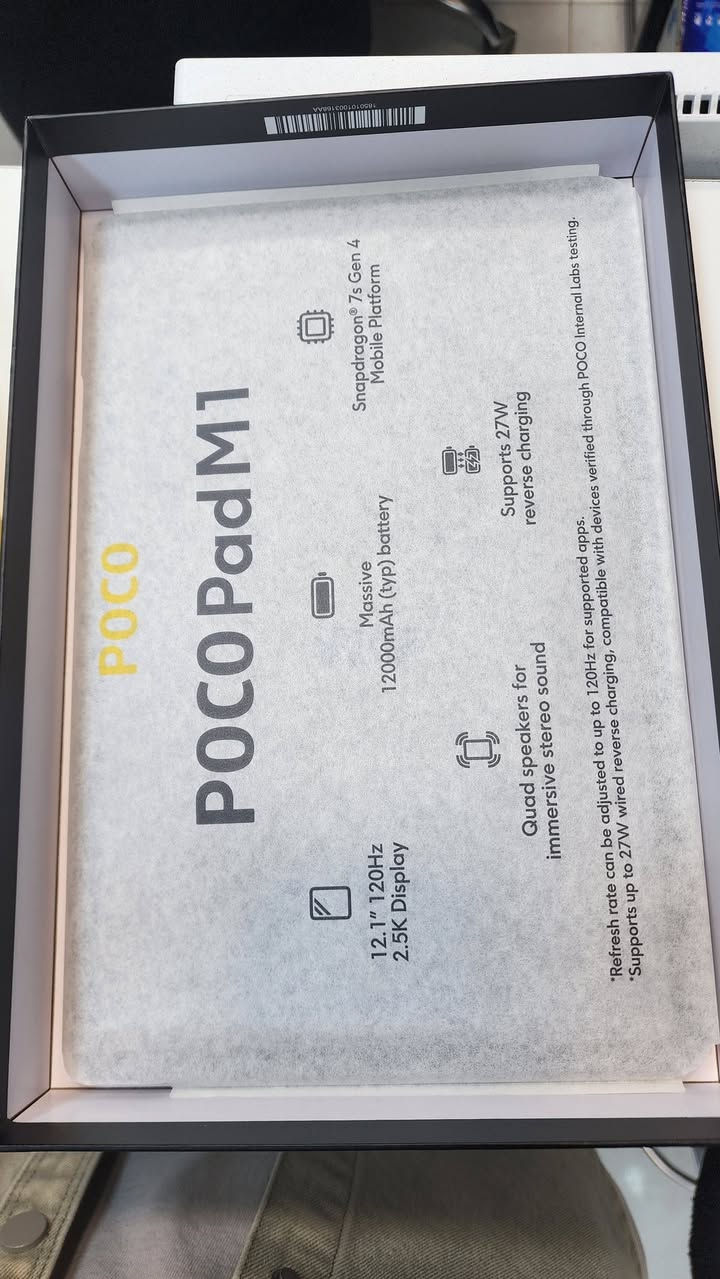 18501010031 68AA
POCO
POCO Pad M1
12.1" 120Hz
2.5K Display
Massive
12000mAh (typ) battery
Snapdragon® 7s Gen 4
Mobile Platform
Quad speakers for
immersive stereo sound
Supports 27W
reverse charging
*Refresh rate can be adjusted to up to 120Hz for supported apps.
*Supports up to 27W wired reverse charging, compatible with devices verified through POCO Internal Labs testing.